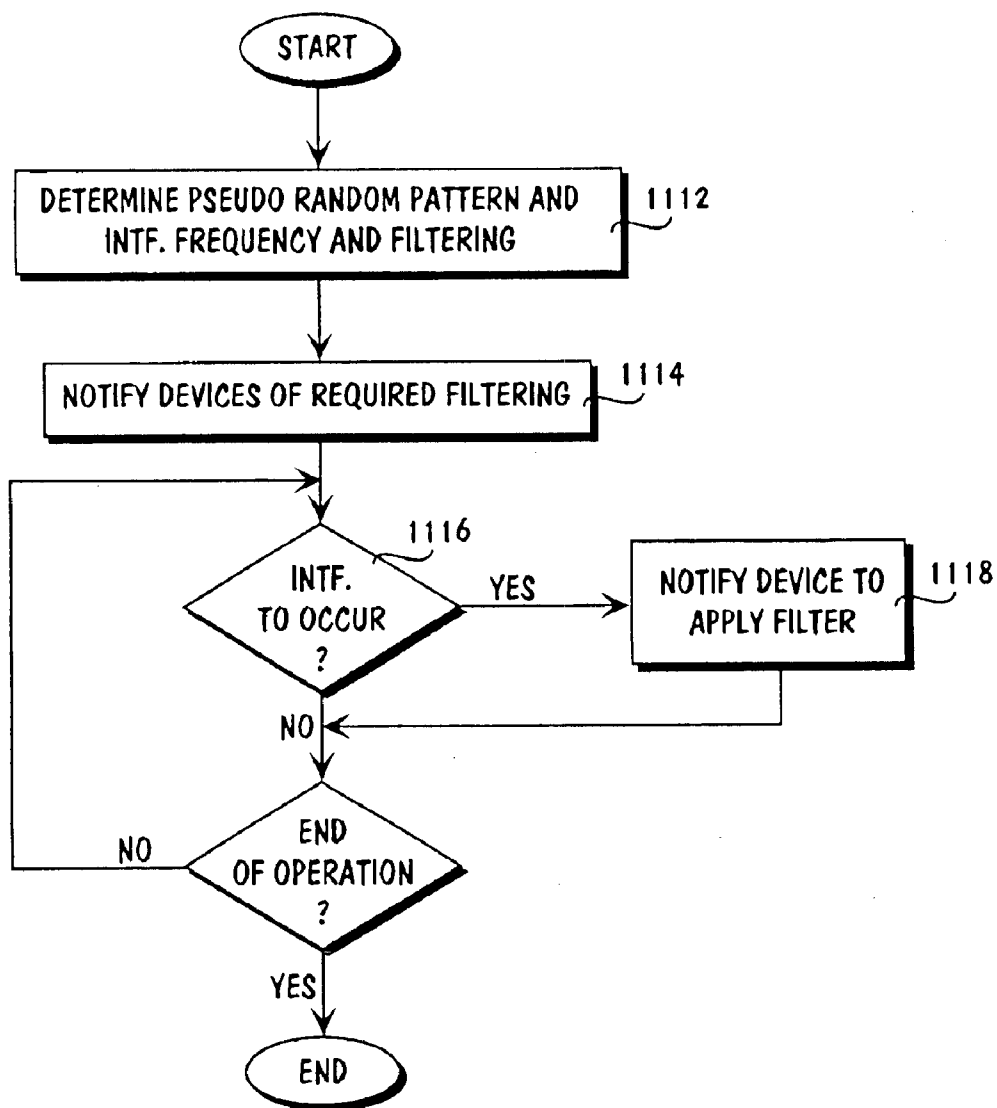 START
DETERMINE PSEUDO RANDOM PATTERN AND
INTF. FREQUENCY AND FILTERING
1112
NOTIFY DEVICES OF REQUIRED FILTERING
1114
1116
INTF.
TO OCCUR
?
YES
NOTIFY DEVICE TO
APPLY FILTER
1118
NO
END
OF OPERATION
?
NO
YES
END